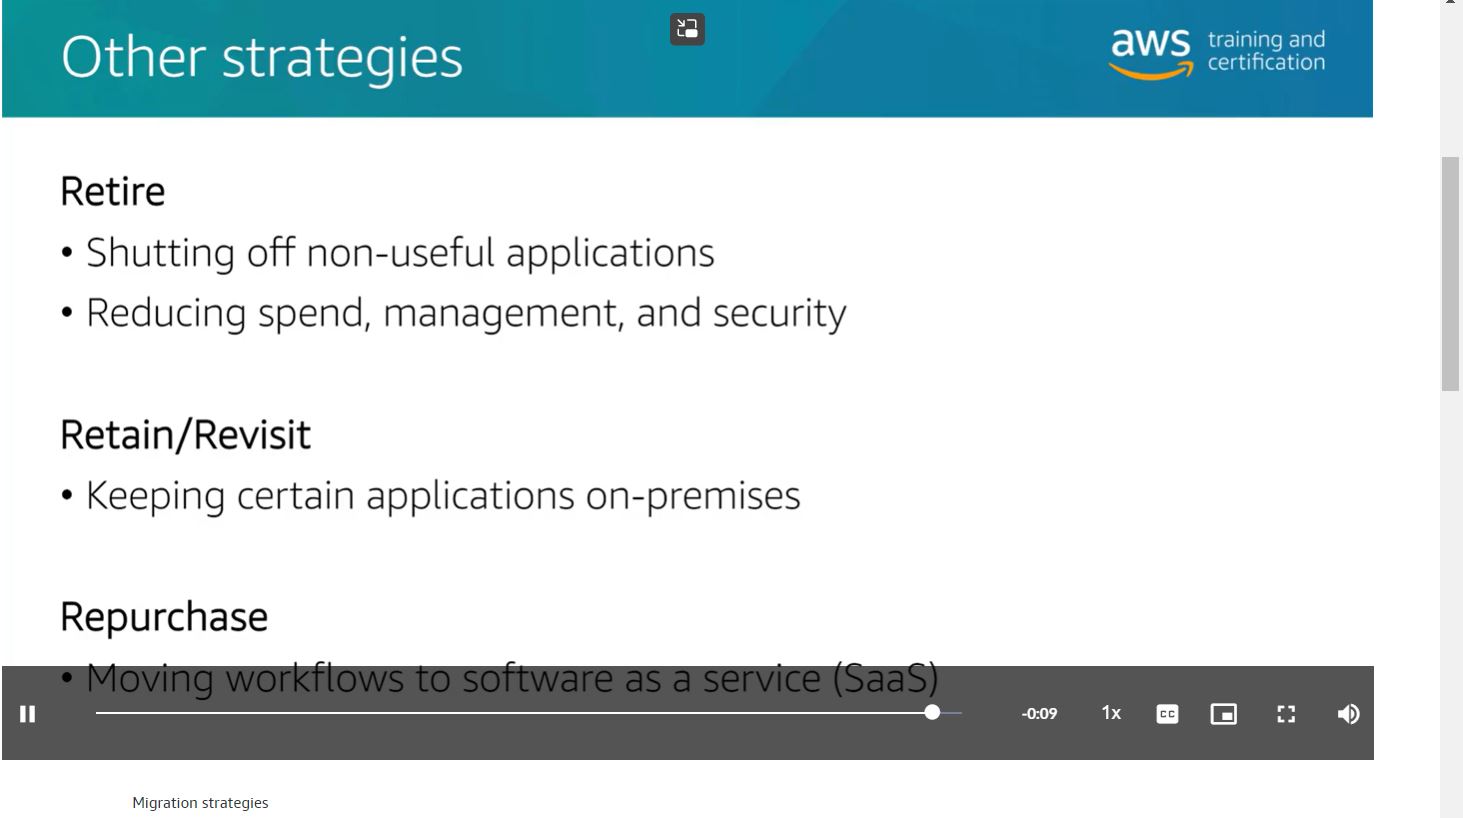 Other strategies
aws training and
certification
Retire
• Shutting off non-useful applications
• Reducing spend, management, and security
Retain/Revisit
• Keeping certain applications on-premises
Repurchase
• Moving workflows to software as a service (SaaS)
-0:09 1x CC
Migration strategies